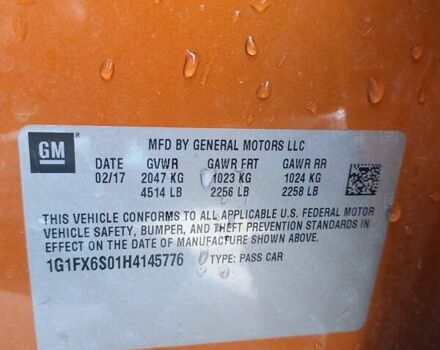 GM
MFD BY GENERAL MOTORS LLC
DATE GVWR GAWR FRT GAWR RR
02/17 2047 KG 1023 KG 1024 KG
4514 LB 2256 LB 2258 LB
THIS VEHICLE CONFORMS TO ALL APPLICABLE U.S. FEDERAL MOTOR
VEHICLE SAFETY, BUMPER, AND THEFT PREVENTION STANDARDS IN
EFFECT ON THE DATE OF MANUFACTURE SHOWN ABOVE.
1G1FX6S01H4145776 TYPE: PASS CAR